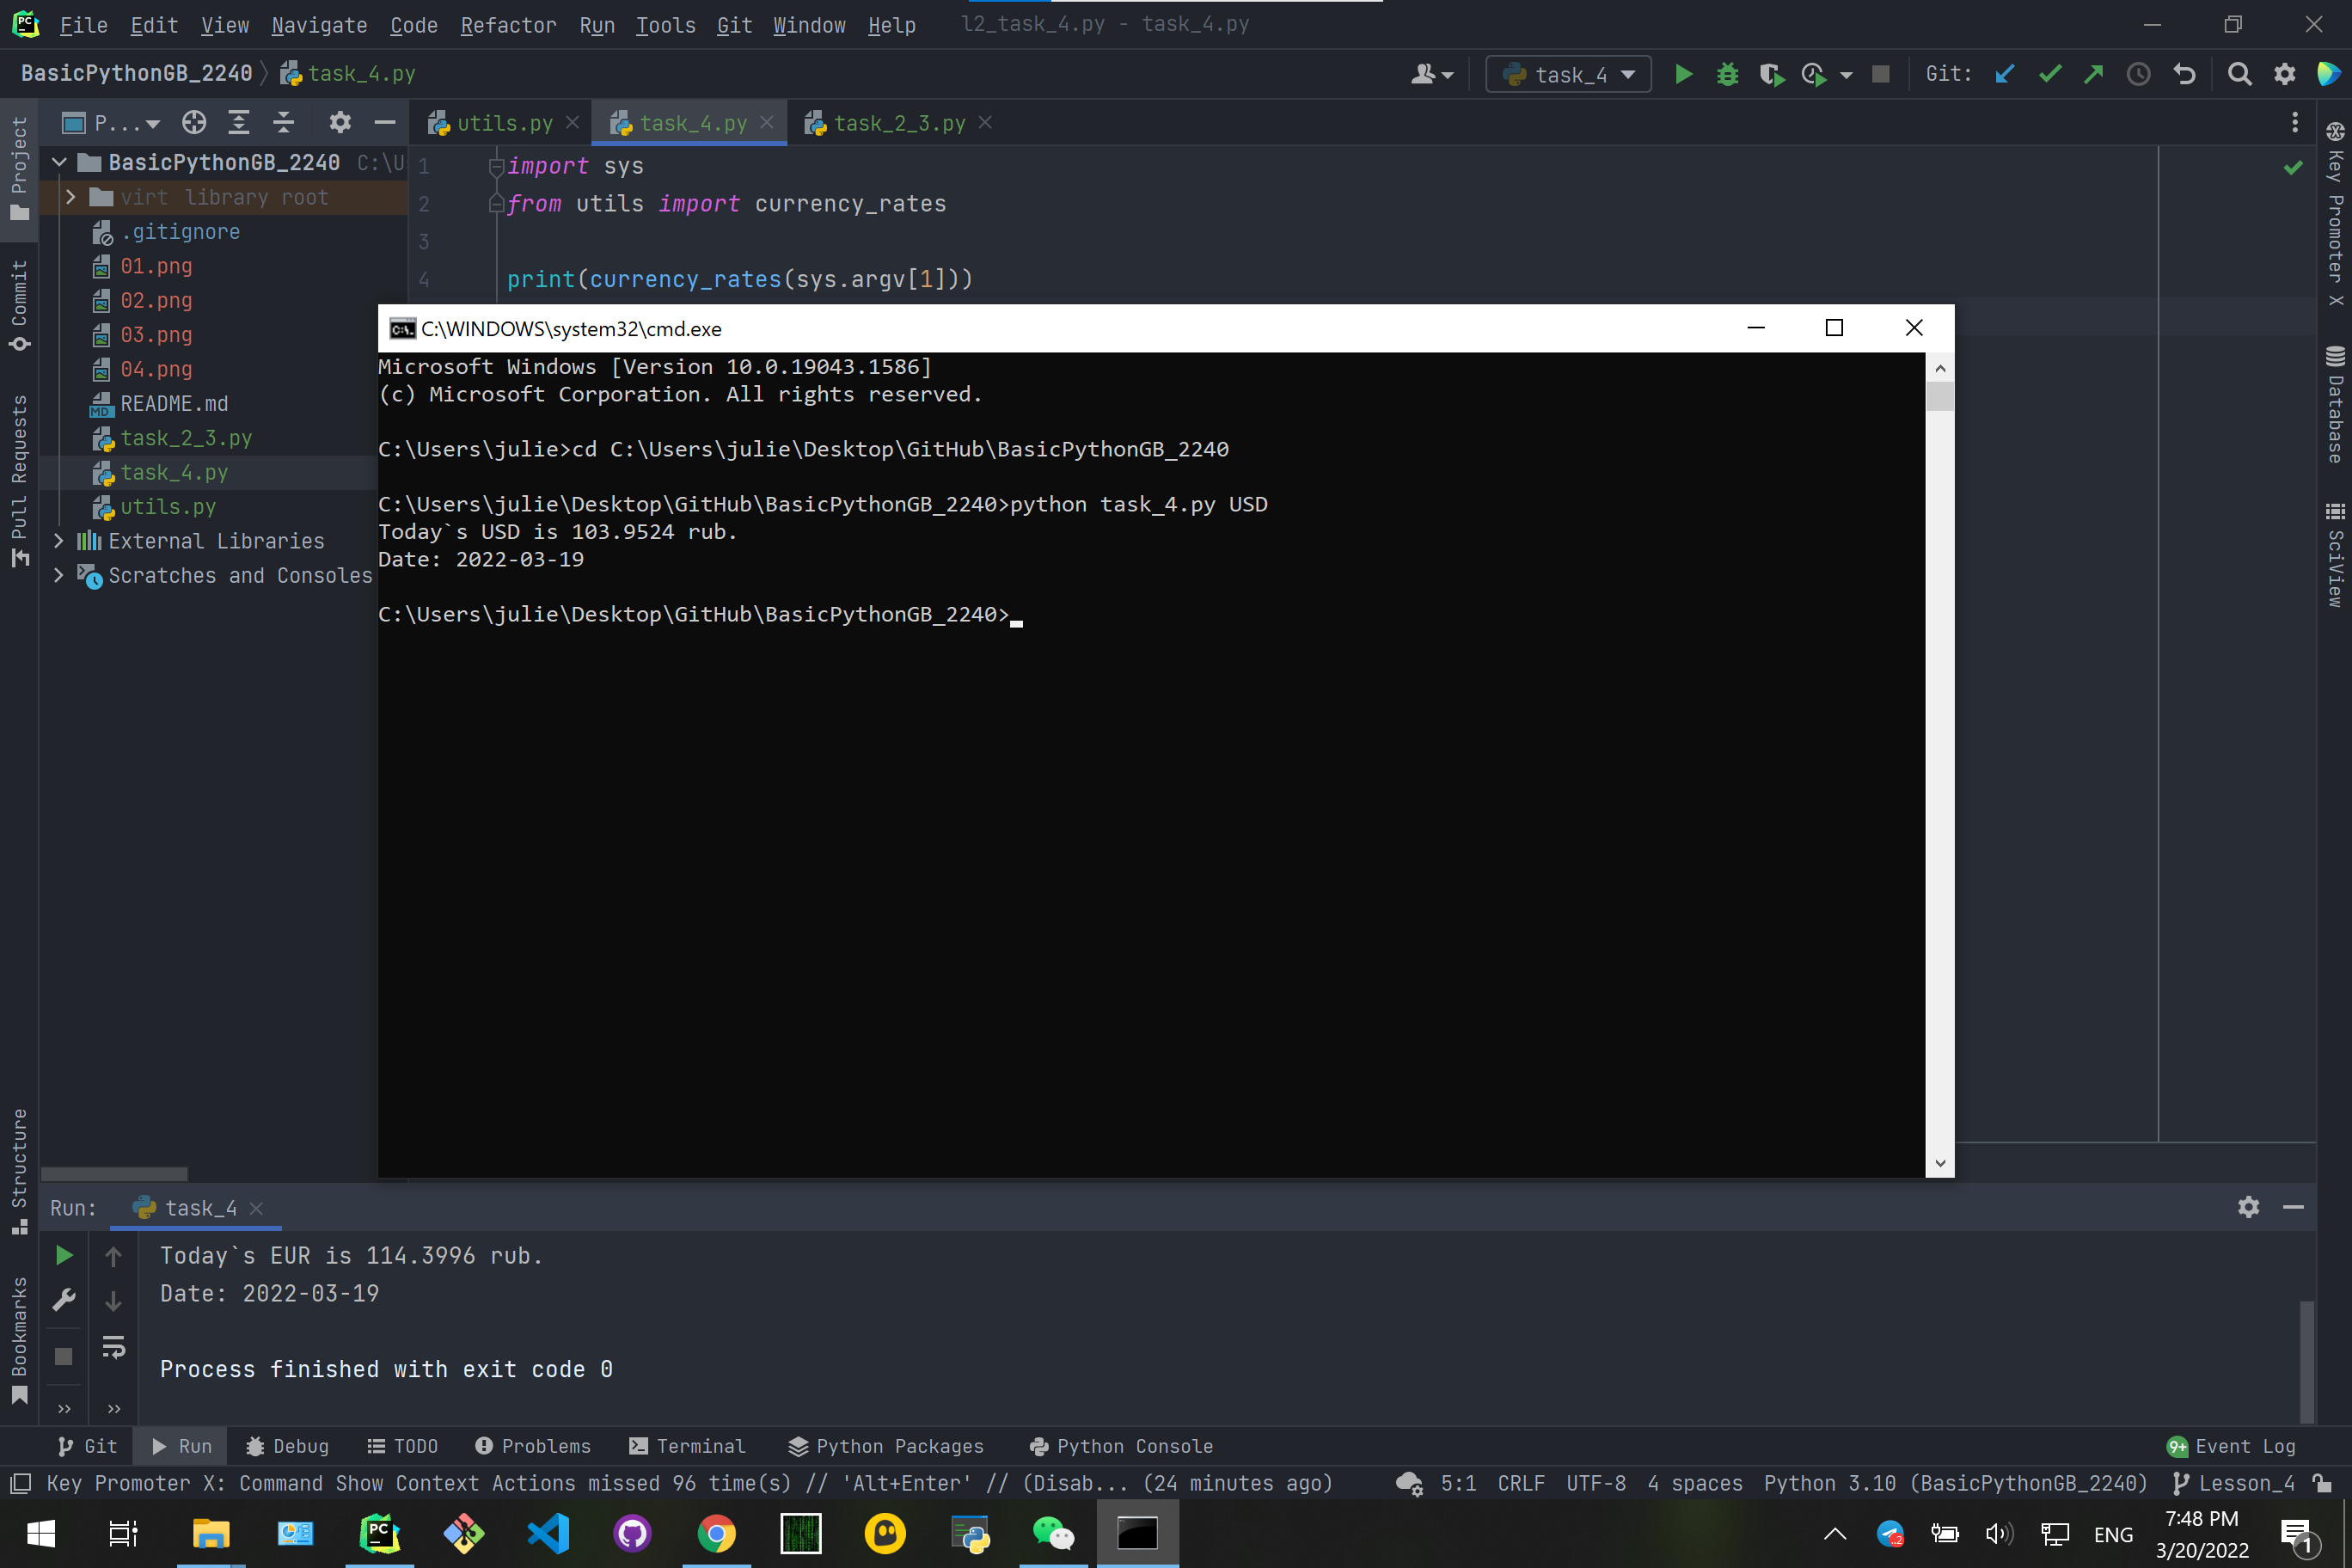 File Edit View Navigate Code Refactor Run Tools Git Window Help l2_task_4.py - task_4.py
BasicPythonGB_2240 task_4.py task_4 Git:
P... utils.py task_4.py task_2_3.py
Project
Commit
Pull Requests
Structure
Bookmarks
BasicPythonGB_2240 C:\U
virt library root
.gitignore
01.png
02.png
03.png
04.png
README.md
task_2_3.py
task_4.py
utils.py
External Libraries
Scratches and Consoles
1 import sys
2 from utils import currency_rates
3
4 print(currency_rates(sys.argv[1]))
Key Promoter X
Database
SciView
C:\WINDOWS\system32\cmd.exe
Microsoft Windows [Version 10.0.19043.1586]
(c) Microsoft Corporation. All rights reserved.
C:\Users\julie>cd C:\Users\julie\Desktop\GitHub\BasicPythonGB_2240
C:\Users\julie\Desktop\GitHub\BasicPythonGB_2240>python task_4.py USD
Today`s USD is 103.9524 rub.
Date: 2022-03-19
C:\Users\julie\Desktop\GitHub\BasicPythonGB_2240>
Run: task_4
Today`s EUR is 114.3996 rub.
Date: 2022-03-19
Process finished with exit code 0
Git Run Debug TODO Problems Terminal Python Packages Python Console 9+ Event Log
Key Promoter X: Command Show Context Actions missed 96 time(s) // 'Alt+Enter' // (Disab... (24 minutes ago) 5:1 CRLF UTF-8 4 spaces Python 3.10 (BasicPythonGB_2240) Lesson_4
ENG
7:48 PM
3/20/2022
1